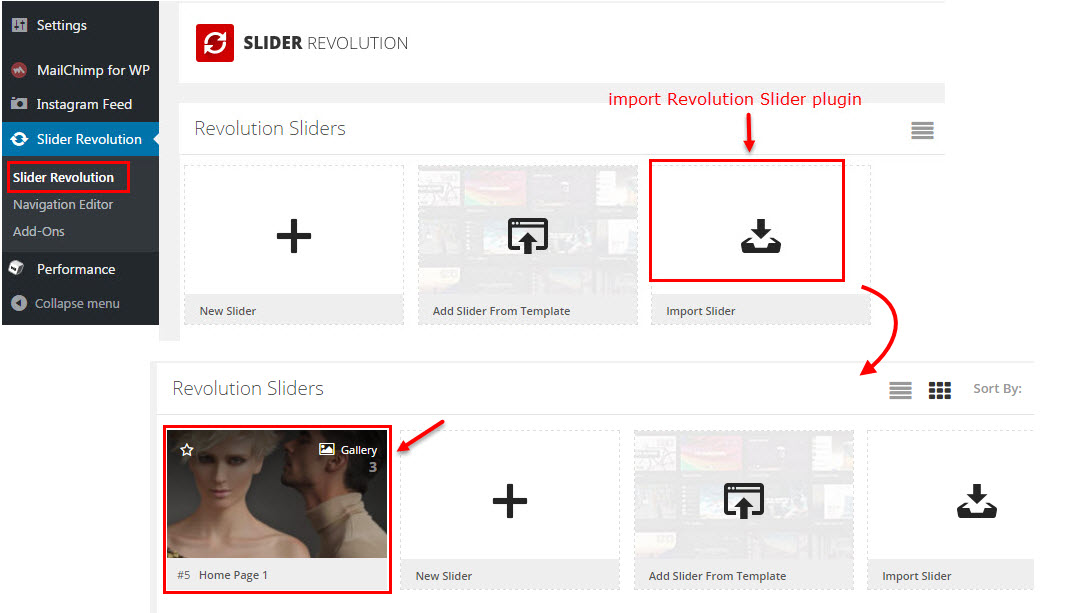 Settings
MailChimp for WP
Instagram Feed
Slider Revolution
Slider Revolution
Navigation Editor
Add-Ons
Performance
Collapse menu
SLIDER REVOLUTION
import Revolution Slider plugin
Revolution Sliders
New Slider
Add Slider From Template
Import Slider
Revolution Sliders
Sort By:
Gallery
3
#5 Home Page 1
New Slider
Add Slider From Template
Import Slider